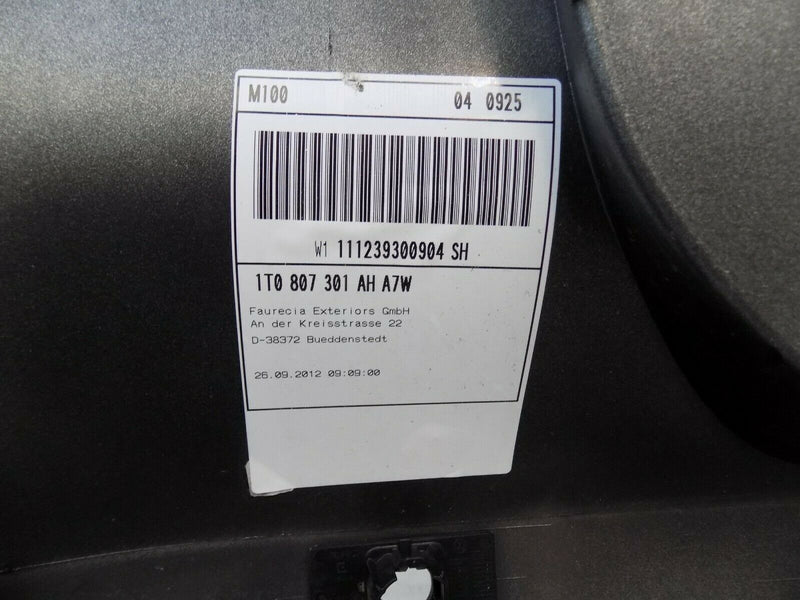 M100 04 0925
W1 111239300904 SH
1T0 807 301 AH A7W
Faurecia Exteriors GmbH
An der Kreisstrasse 22
D-38372 Bueddenstedt
26.09.2012 09:09:00